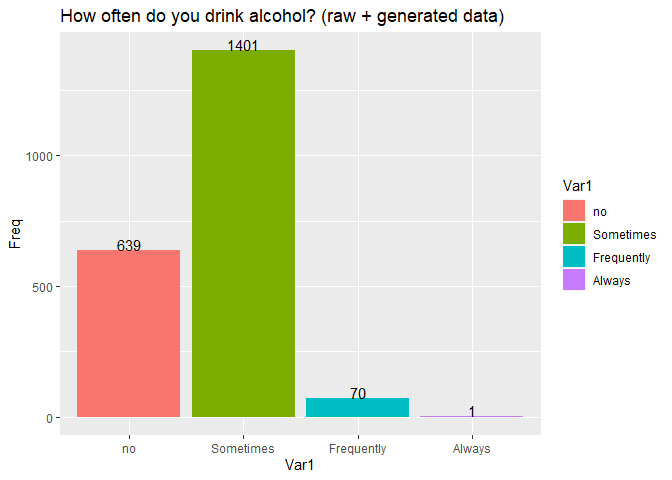 How often do you drink alcohol? (raw + generated data)
1401
1000
Var1
no
639
Sometimes
Freq
Frequently
Always
500
70
1
0
no Sometimes Frequently Always
Var1